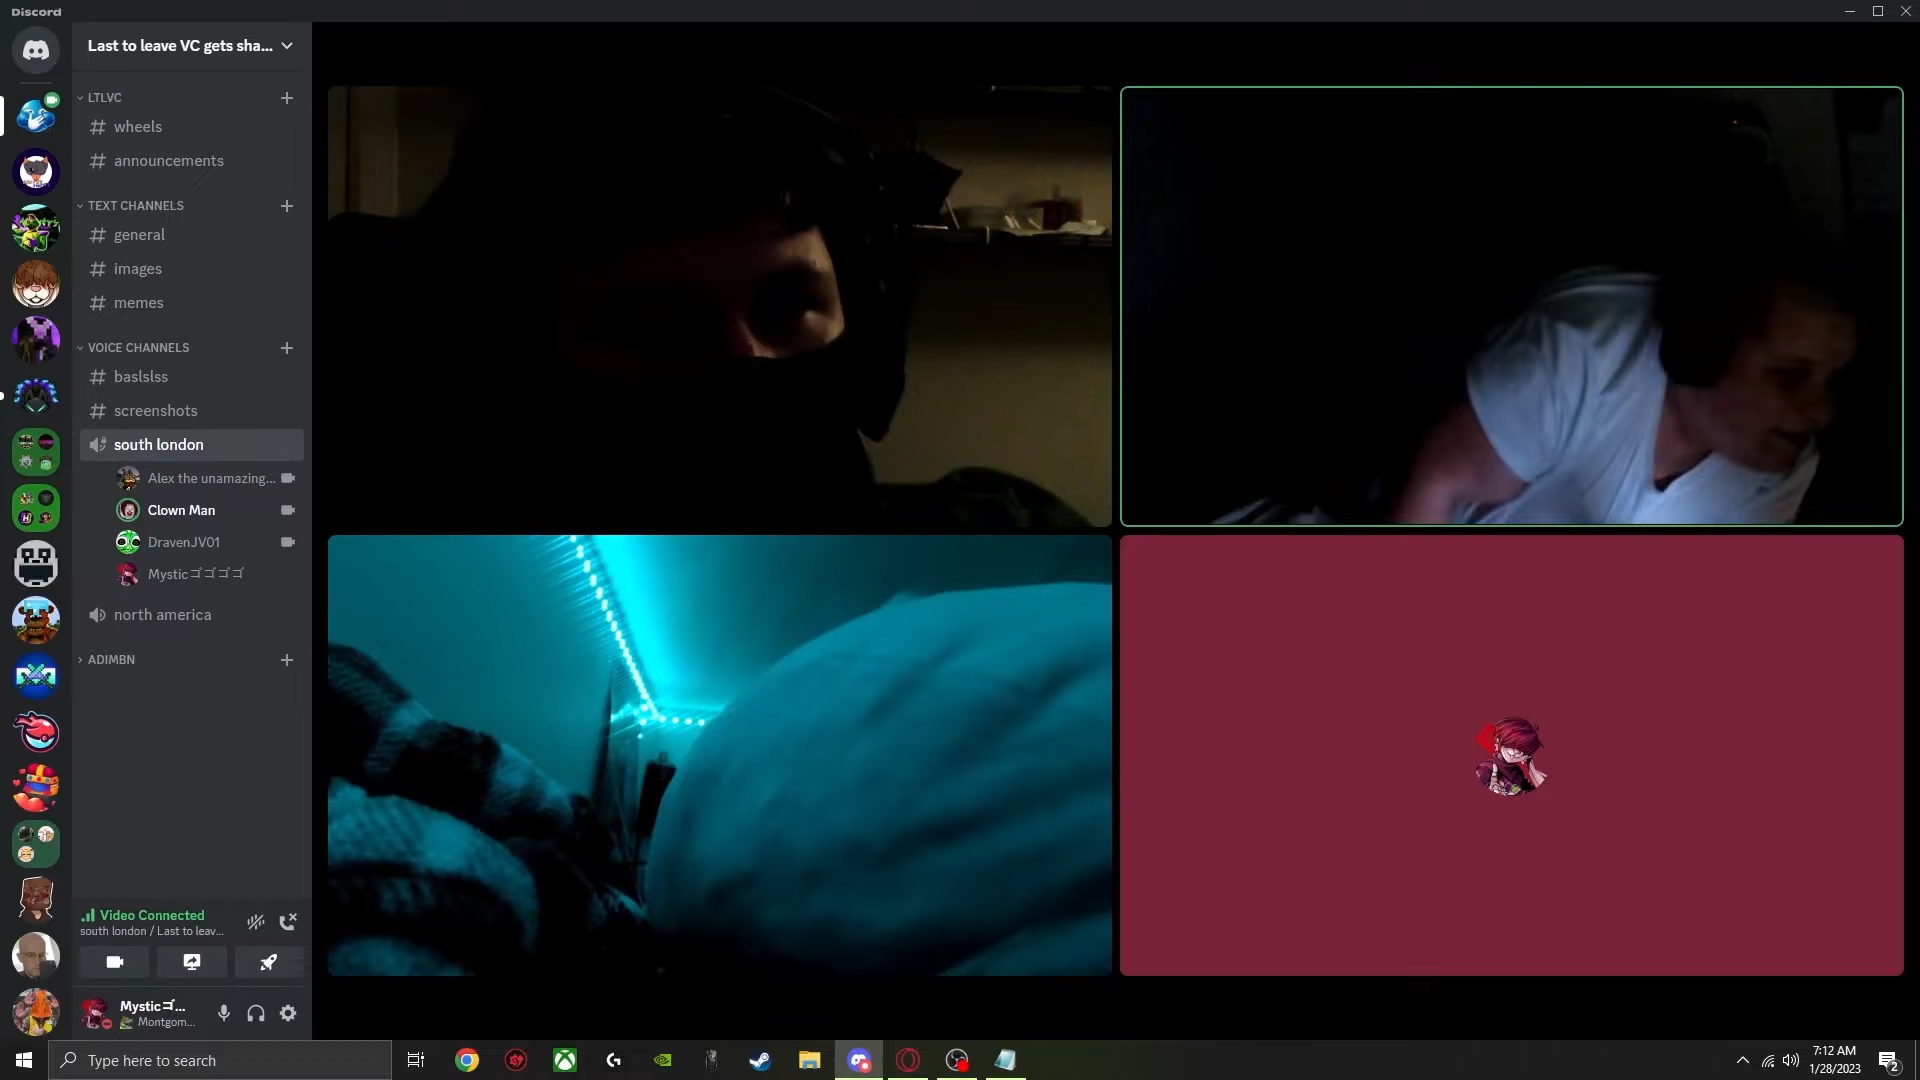 Discord
Last to leave VC gets sha...
LTLVC
wheels
announcements
TEXT CHANNELS
general
images
memes
VOICE CHANNELS
baslslss
screenshots
south london
Alex the unamazing...
Clown Man
DravenJV01
Mysticゴゴゴゴ
north america
ADIMBN
Video Connected
south london / Last to leav...
Mysticゴ...
Montgom...
Type here to search
7:12 AM
1/28/2023
2